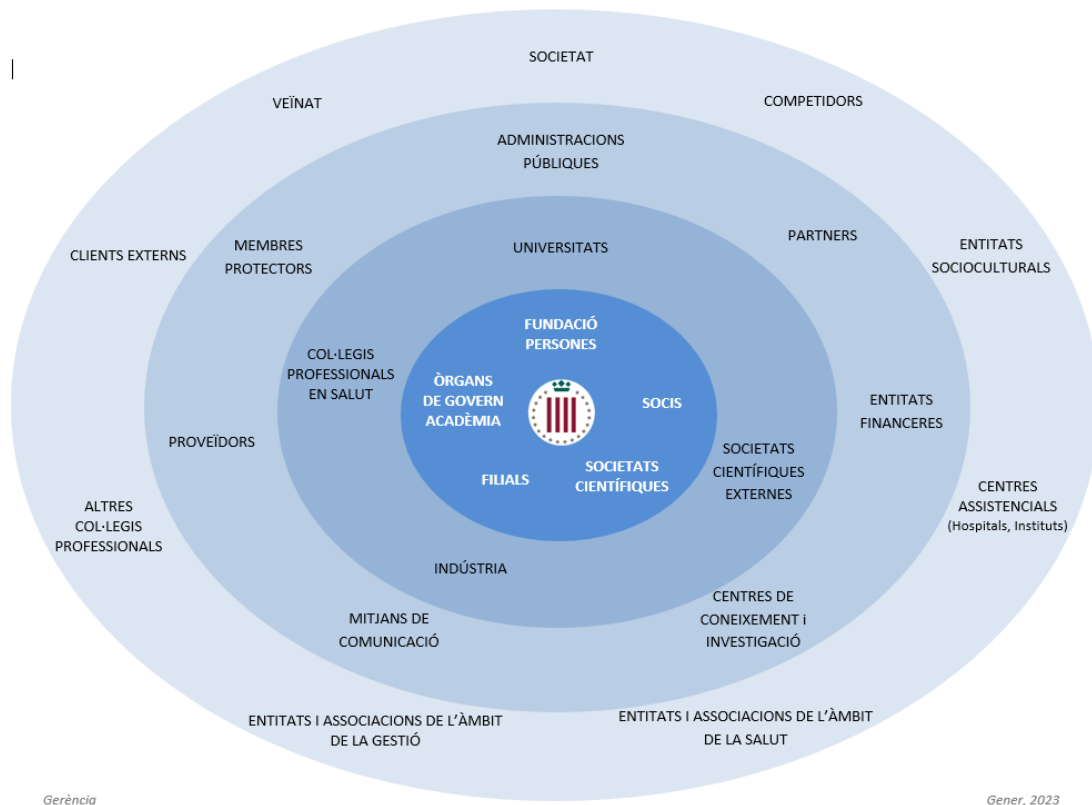 SOCIETAT
VEÏNAT
COMPETIDORS
ADMINISTRACIONS
PÚBLIQUES
CLIENTS EXTERNS
MEMBRES
PROTECTORS
UNIVERSITATS
PARTNERS
ENTITATS
SOCIOCULTURALS
FUNDACIÓ
PERSONES
COL·LEGIS
PROFESSIONALS
EN SALUT
ÒRGANS
DE GOVERN
ACADÈMIA
SOCIS
ENTITATS
FINANCERES
PROVEÏDORS
FILIALS
SOCIETATS
CIENTÍFIQUES
SOCIETATS
CIENTÍFIQUES
EXTERNES
ALTRES
COL·LEGIS
PROFESSIONALS
CENTRES
ASSISTENCIALS
(Hospitals, Instituts)
INDÚSTRIA
MITJANS DE
COMUNICACIÓ
CENTRES DE
CONEIXEMENT i
INVESTIGACIÓ
ENTITATS I ASSOCIACIONS DE L'ÀMBIT
DE LA GESTIÓ
ENTITATS I ASSOCIACIONS DE L'ÀMBIT
DE LA SALUT
Gerència
Gener, 2023